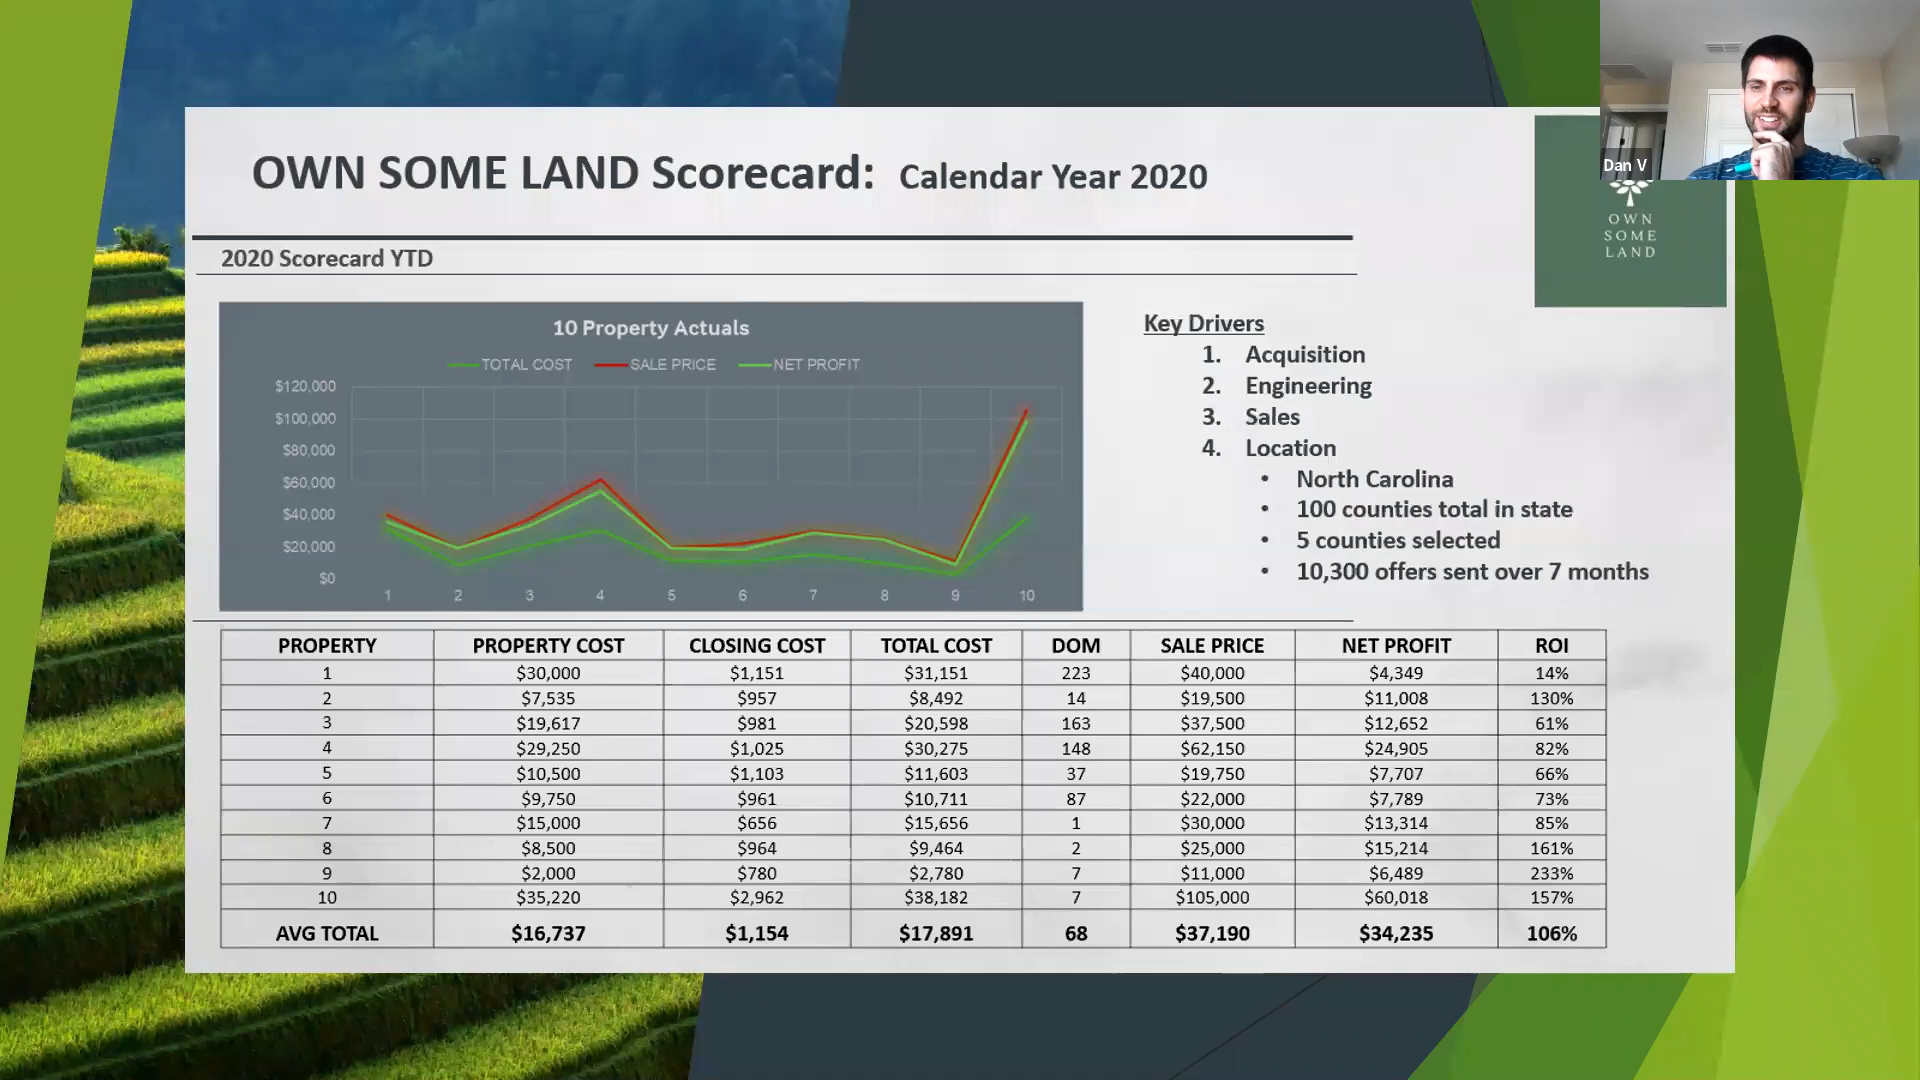 Dan V
OWN SOME LAND Scorecard: Calendar Year 2020
OWN
SOME
LAND
2020 Scorecard YTD
10 Property Actuals
TOTAL COST SALE PRICE NET PROFIT
$120,000
$100,000
$80,000
$60,000
$40,000
$20,000
$0
1 2 3 4 5 6 7 8 9 10
Key Drivers
1. Acquisition
2. Engineering
3. Sales
4. Location
• North Carolina
• 100 counties total in state
• 5 counties selected
• 10,300 offers sent over 7 months
PROPERTY PROPERTY COST CLOSING COST TOTAL COST DOM SALE PRICE NET PROFIT ROI
1 $30,000 $1,151 $31,151 223 $40,000 $4,349 14%
2 $7,535 $957 $8,492 14 $19,500 $11,008 130%
3 $19,617 $981 $20,598 163 $37,500 $12,652 61%
4 $29,250 $1,025 $30,275 148 $62,150 $24,905 82%
5 $10,500 $1,103 $11,603 37 $19,750 $7,707 66%
6 $9,750 $961 $10,711 87 $22,000 $7,789 73%
7 $15,000 $656 $15,656 1 $30,000 $13,314 85%
8 $8,500 $964 $9,464 2 $25,000 $15,214 161%
9 $2,000 $780 $2,780 7 $11,000 $6,489 233%
10 $35,220 $2,962 $38,182 7 $105,000 $60,018 157%
AVG TOTAL $16,737 $1,154 $17,891 68 $37,190 $34,235 106%